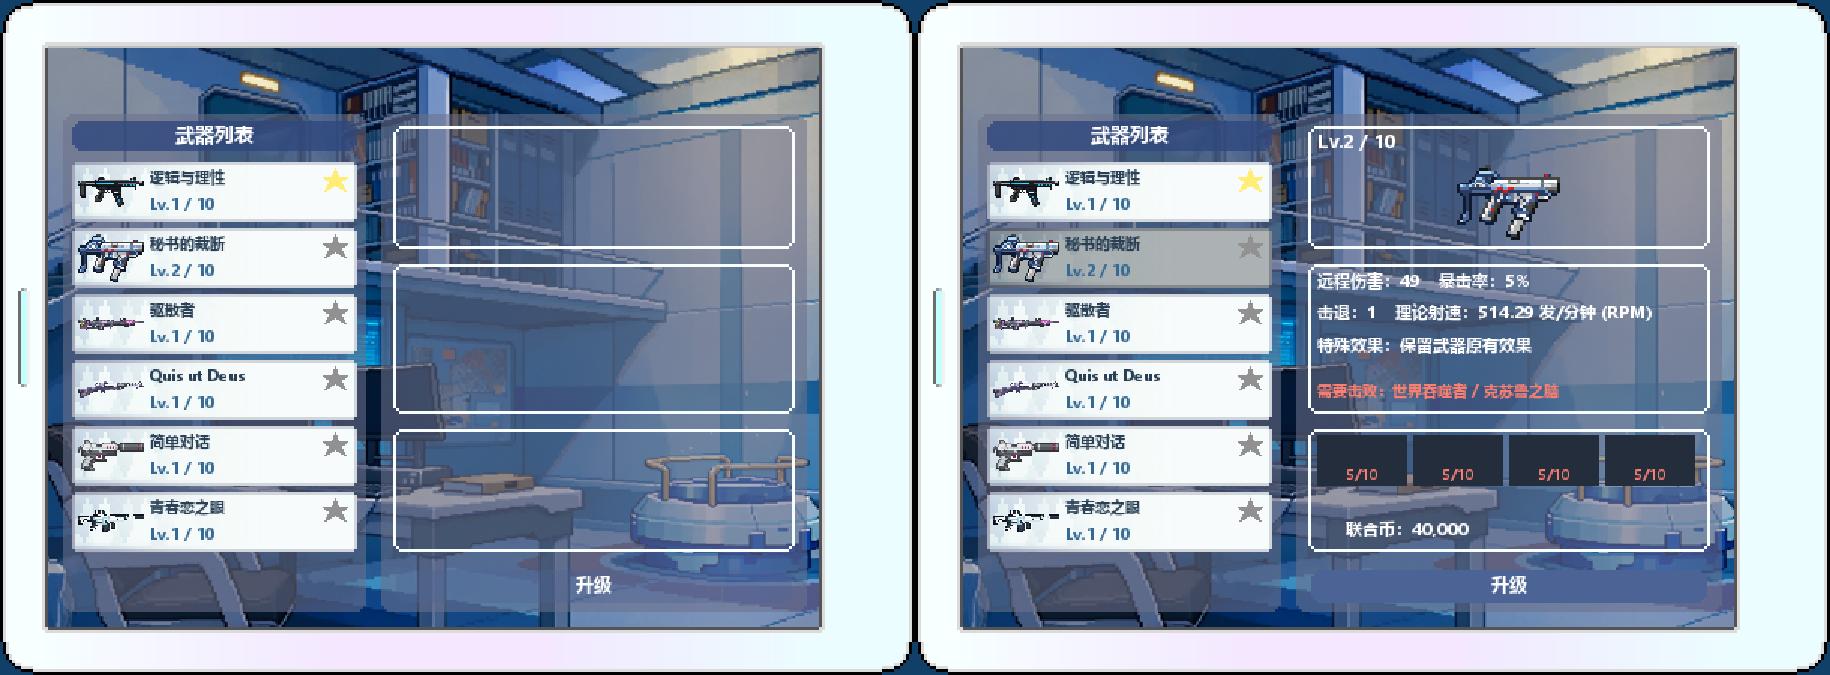 武器列表
逻辑与理性
Lv.1 / 10
秘书的裁断
Lv.2 / 10
驱散者
Lv.1 / 10
Quis ut Deus
Lv.1 / 10
简单对话
Lv.1 / 10
青春恋之眼
Lv.1 / 10
升级
武器列表
逻辑与理性
Lv.1 / 10
秘书的裁断
Lv.2 / 10
驱散者
Lv.1 / 10
Quis ut Deus
Lv.1 / 10
简单对话
Lv.1 / 10
青春恋之眼
Lv.1 / 10
Lv.2 / 10
远程伤害：49 暴击率：5%
击退：1 理论射速：514.29 发/分钟 (RPM)
特殊效果：保留武器原有效果
需要击败：世界吞噬者 / 克苏鲁之脑
5/10 5/10 5/10 5/10
联合币：40,000
升级